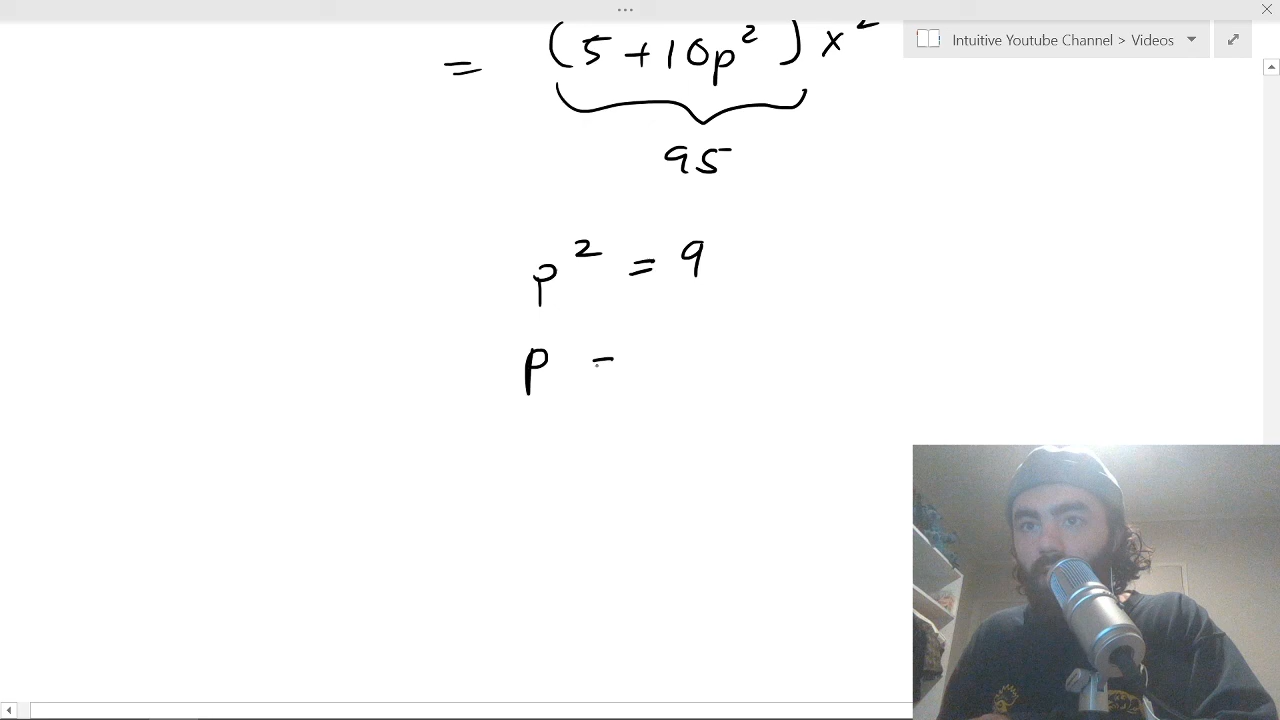 Intuitive Youtube Channel > Videos
= (5+10p²)x²
95
p² = 9
p =